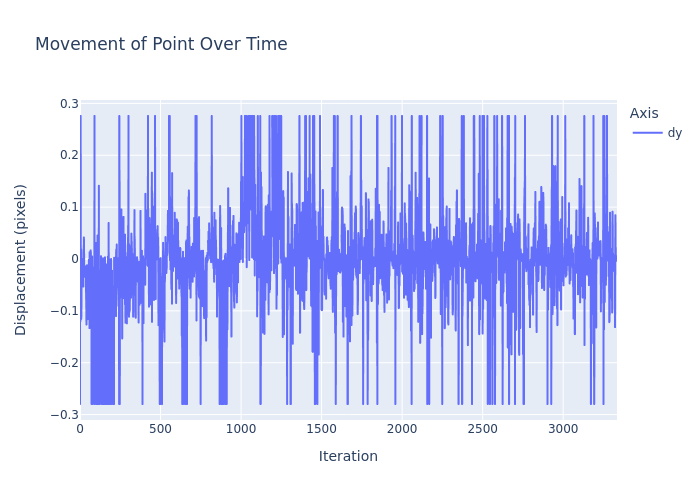 Movement of Point Over Time
Axis
dy
Displacement (pixels)
0.3
0.2
0.1
0
−0.1
−0.2
−0.3
0 500 1000 1500 2000 2500 3000
Iteration